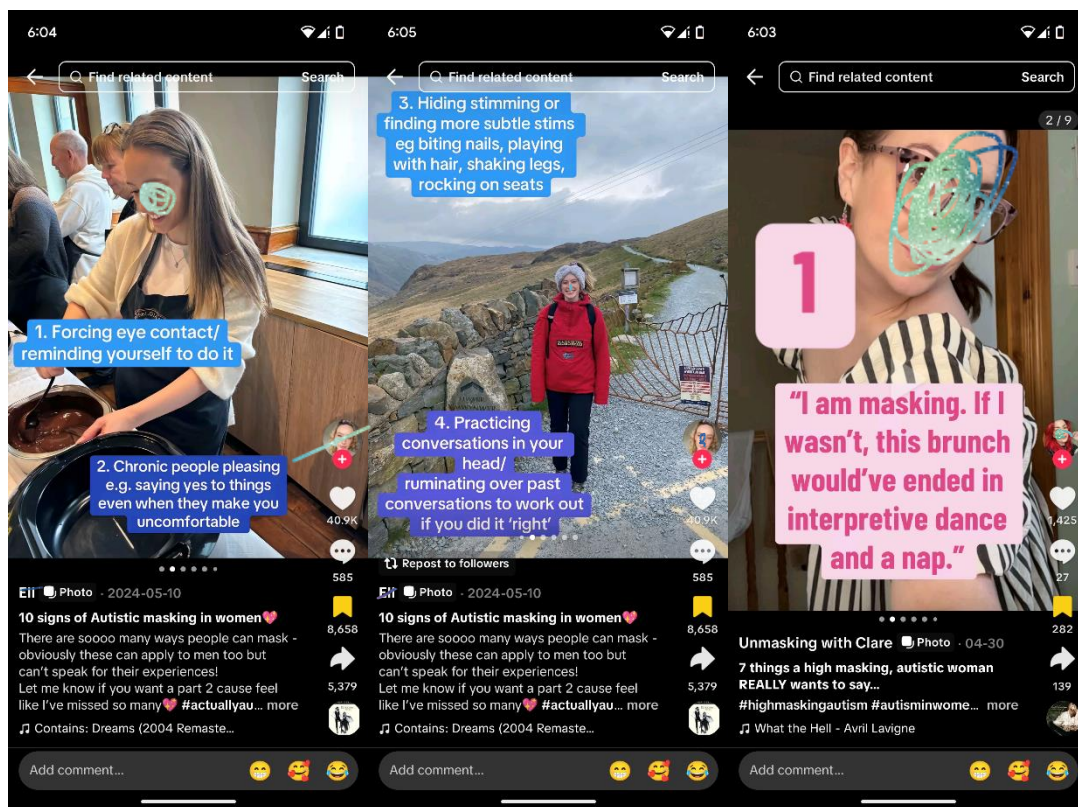 6:04
Find related content
Search
1. Forcing eye contact/
reminding yourself to do it
2. Chronic people pleasing
e.g. saying yes to things
even when they make you
uncomfortable
40.9K
585
8,658
5,379
Photo · 2024-05-10
10 signs of Autistic masking in women💖
There are soooo many ways people can mask -
obviously these can apply to men too but
can't speak for their experiences!
Let me know if you want a part 2 cause feel
like I've missed so many💖 #actuallyau... more
Contains: Dreams (2004 Remaste...
Add comment...
6:05
Find related content
Search
3. Hiding stimming or
finding more subtle stims
eg biting nails, playing
with hair, shaking legs,
rocking on seats
4. Practicing
conversations in your
head/
ruminating over past
conversations to work out
if you did it 'right'
40.9K
585
8,658
5,379
Repost to followers
Photo · 2024-05-10
10 signs of Autistic masking in women💖
There are soooo many ways people can mask -
obviously these can apply to men too but
can't speak for their experiences!
Let me know if you want a part 2 cause feel
like I've missed so many💖 #actuallyau... more
Contains: Dreams (2004 Remaste...
Add comment...
6:03
Find related content
Search
2/9
1
"I am masking. If I
wasn't, this brunch
would've ended in
interpretive dance
and a nap."
1,425
27
282
139
Unmasking with Clare Photo · 04-30
7 things a high masking, autistic woman
REALLY wants to say...
#highmaskingautism #autisminwome... more
What the Hell - Avril Lavigne
Add comment...